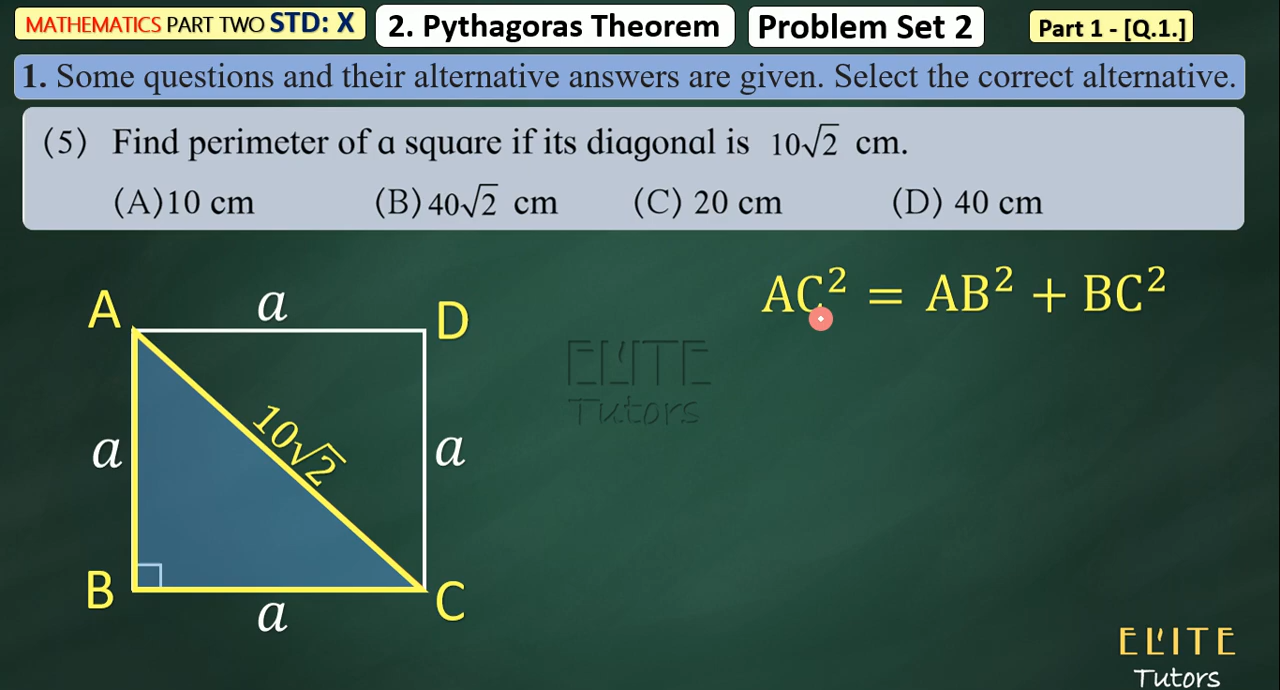 MATHEMATICS PART TWO STD: X
2. Pythagoras Theorem
Problem Set 2
Part 1 - [Q.1.]
1. Some questions and their alternative answers are given. Select the correct alternative.
(5) Find perimeter of a square if its diagonal is 10√2 cm.
(A)10 cm (B) 40√2 cm (C) 20 cm (D) 40 cm
AC² = AB² + BC²
A
a
D
ELITE
Tutors
10√2
a
a
B
a
C
ELITE
Tutors